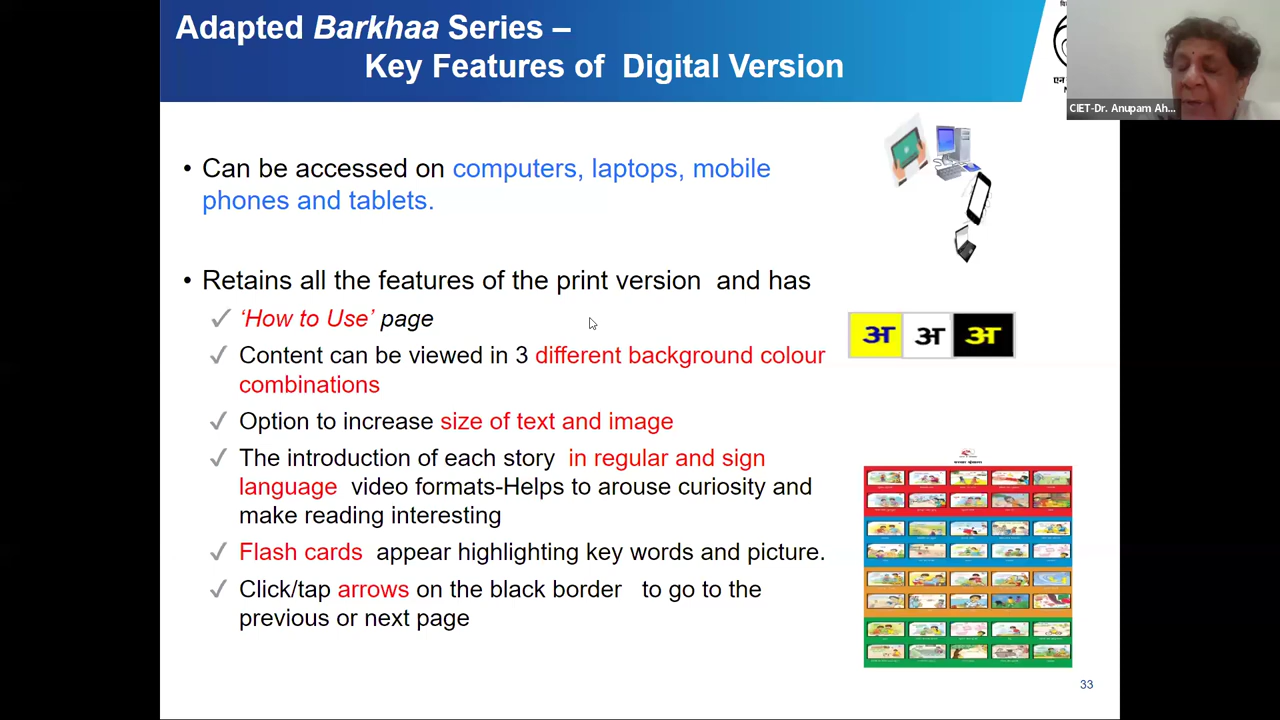 Adapted Barkhaa Series –
Key Features of Digital Version
एन
CIET-Dr. Anupam Ah...
• Can be accessed on computers, laptops, mobile
phones and tablets.
• Retains all the features of the print version and has
✓ ‘How to Use’ page
✓ Content can be viewed in 3 different background colour
combinations
✓ Option to increase size of text and image
✓ The introduction of each story in regular and sign
language video formats-Helps to arouse curiosity and
make reading interesting
✓ Flash cards appear highlighting key words and picture.
✓ Click/tap arrows on the black border to go to the
previous or next page
अ अ अ
33